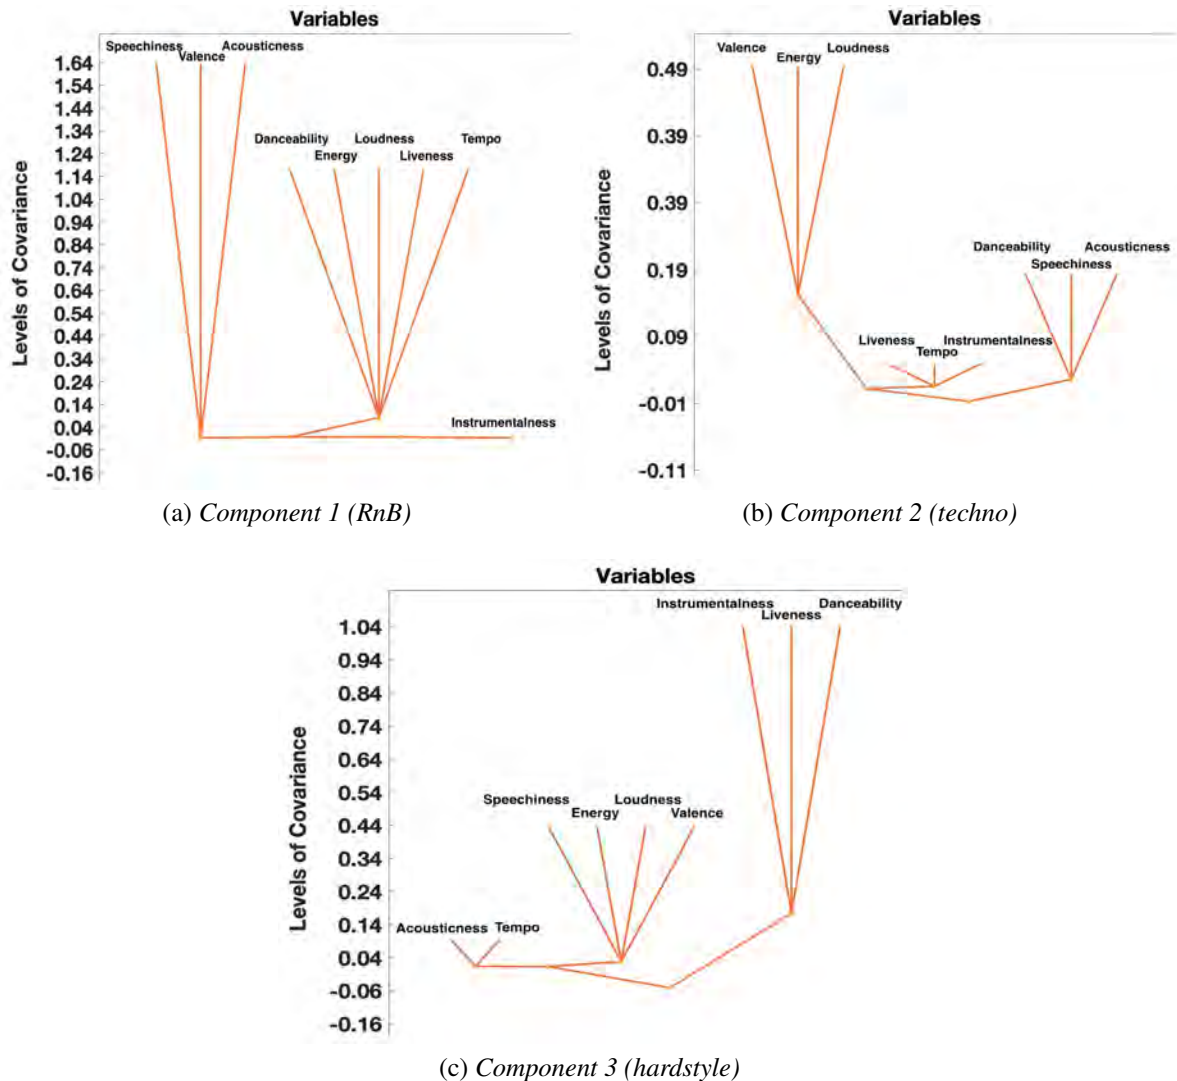 Variables
Levels of Covariance
1.64
1.54
1.44
1.34
1.24
1.14
1.04
0.94
0.84
0.74
0.64
0.54
0.44
0.34
0.24
0.14
0.04
-0.06
-0.16
Speechiness
Valence
Acousticness
Danceability
Energy
Loudness
Liveness
Tempo
Instrumentalness
(a) Component 1 (RnB)
Variables
Levels of Covariance
0.49
0.39
0.39
0.19
0.09
-0.01
-0.11
Valence
Energy
Loudness
Liveness
Tempo
Instrumentalness
Danceability
Speechiness
Acousticness
(b) Component 2 (techno)
Variables
Levels of Covariance
1.04
0.94
0.84
0.74
0.64
0.54
0.44
0.34
0.24
0.14
0.04
-0.06
-0.16
Instrumentalness
Liveness
Danceability
Speechiness
Energy
Loudness
Valence
Acousticness
Tempo
(c) Component 3 (hardstyle)